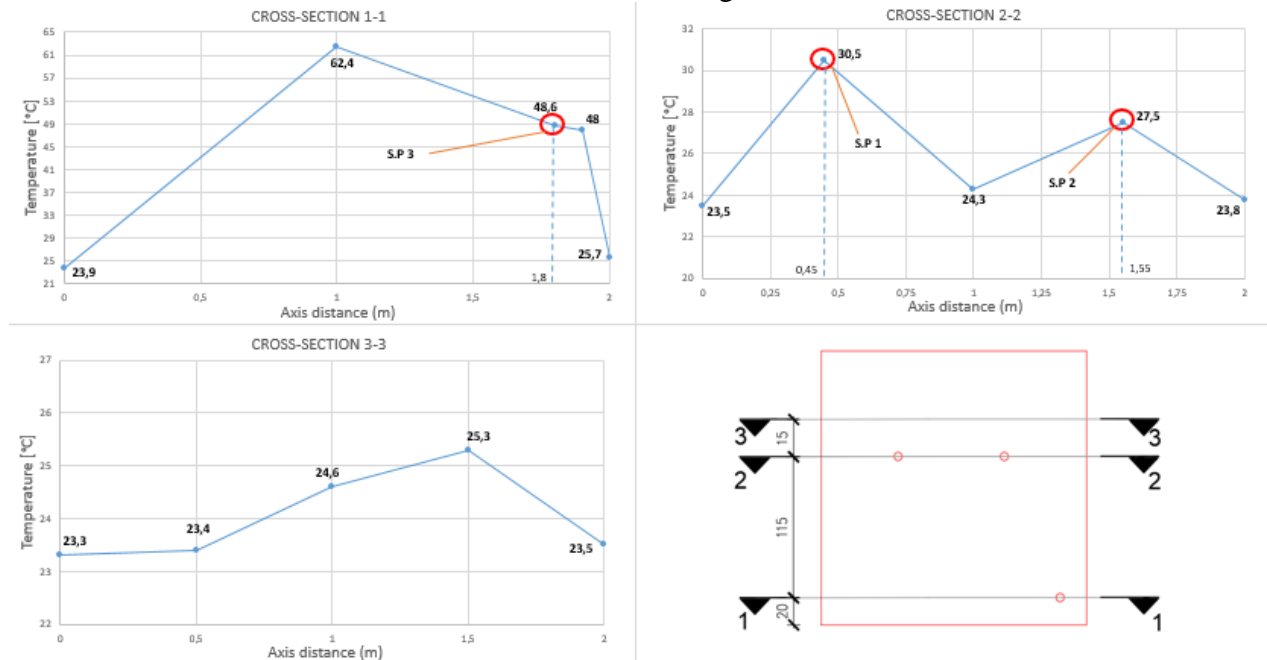 CROSS-SECTION 1-1
Temperature [°C]
65
61
57
53
49
45
41
37
33
29
25
21
23,9
62,4
48,6
48
25,7
S.P 3
1,8
0 0,5 1 1,5 2
Axis distance (m)
CROSS-SECTION 2-2
Temperature [°C]
32
30
28
26
24
22
20
23,5
30,5
24,3
27,5
23,8
S.P 1
S.P 2
0,45
1,55
0 0,25 0,5 0,75 1 1,25 1,5 1,75 2
Axis distance (m)
CROSS-SECTION 3-3
Temperature [°C]
27
26
25
24
23
22
23,3
23,4
24,6
25,3
23,5
0 0,5 1 1,5 2
Axis distance (m)
3 15 3
2 2
115
1 20 1